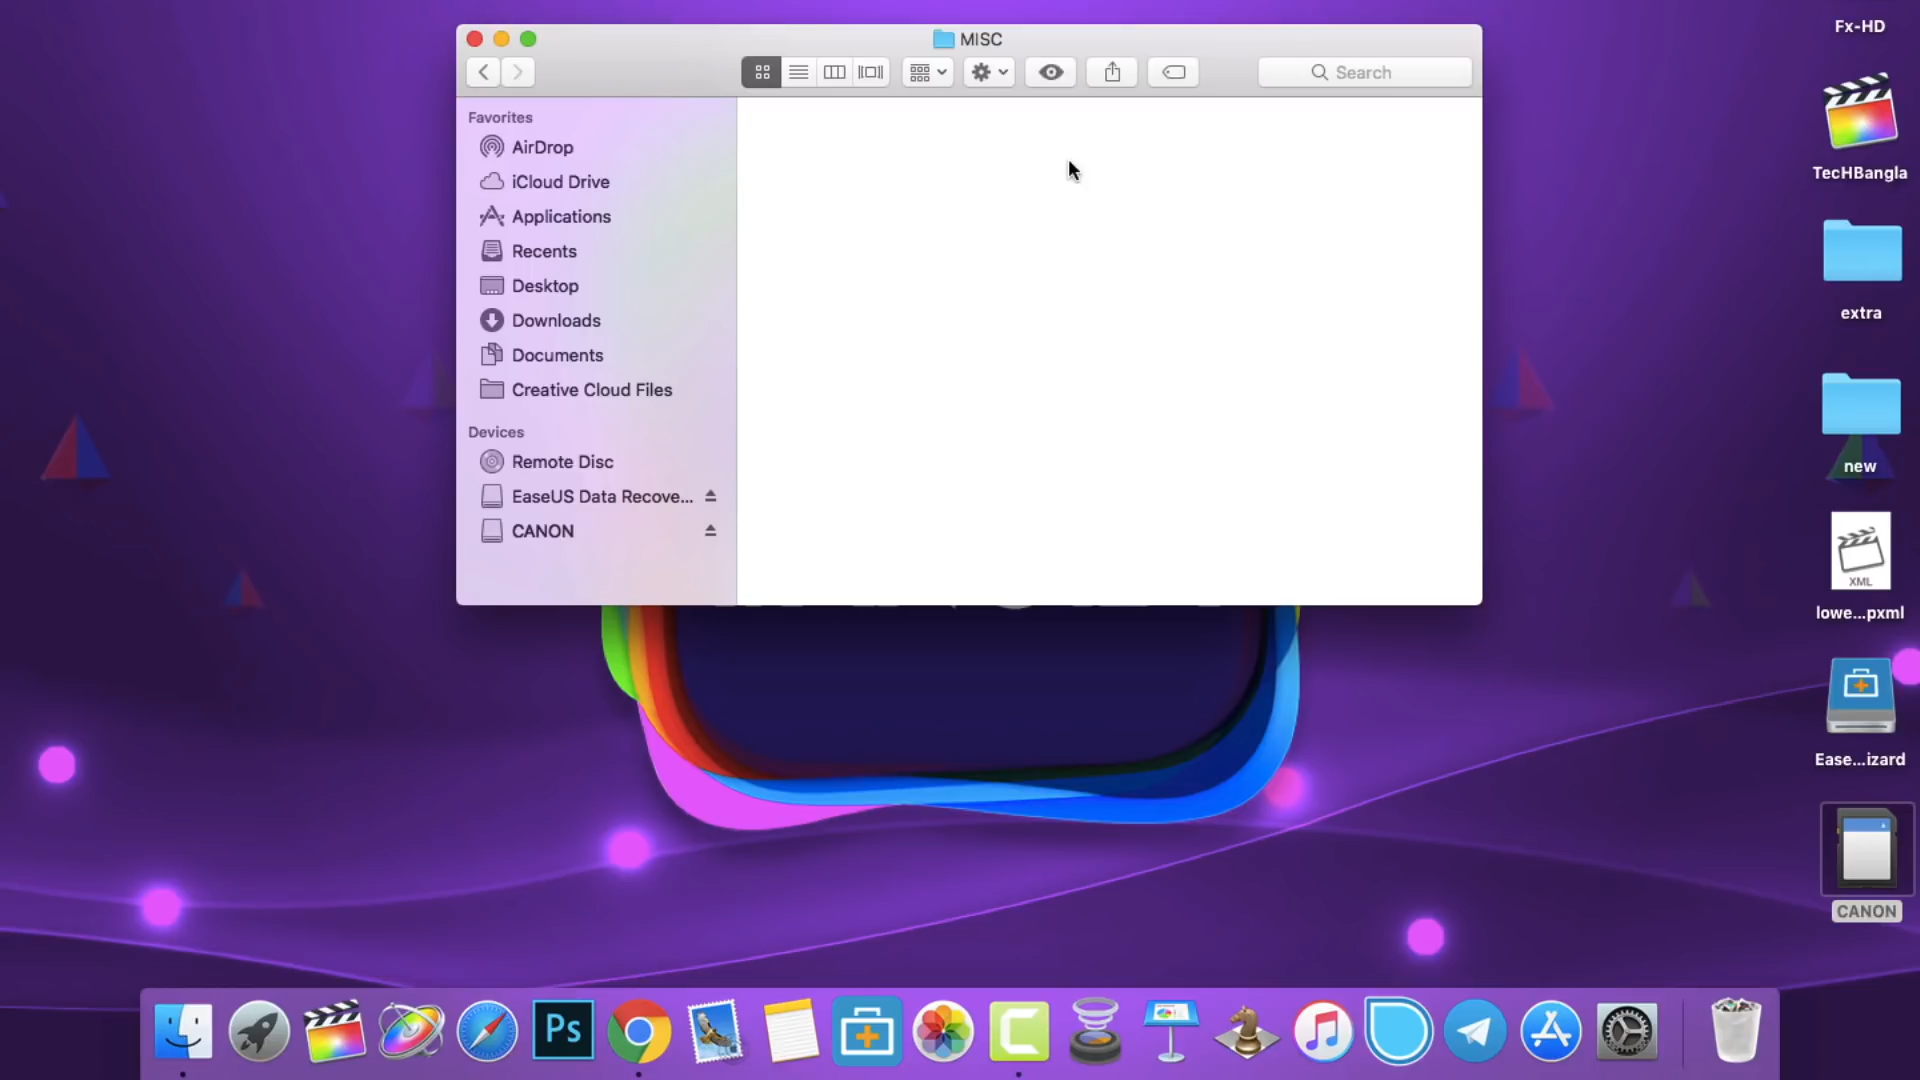 MISC
Search
Favorites
AirDrop
iCloud Drive
Applications
Recents
Desktop
Downloads
Documents
Creative Cloud Files
Devices
Remote Disc
EaseUS Data Recove...
CANON
Fx-HD
TecHBangla
extra
new
XML
lowe...pxml
Ease...izard
CANON
Ps